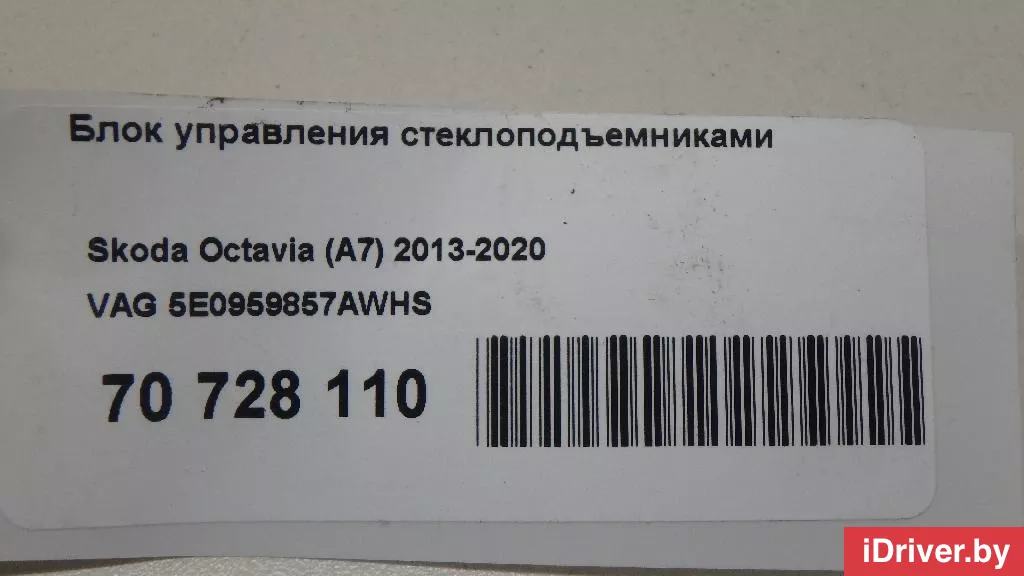 Блок управления стеклоподъемниками
Skoda Octavia (A7) 2013-2020
VAG 5E0959857AWHS
70 728 110
iDriver.by